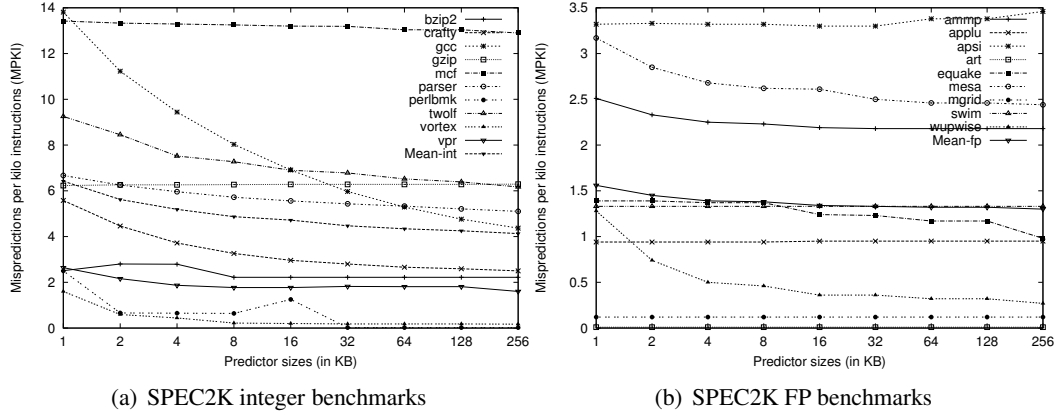 Mispredictions per kilo instructions (MPKI)
14
12
10
8
6
4
2
0
1 2 4 8 16 32 64 128 256
Predictor sizes (in KB)
bzip2
crafty
gcc
gzip
mcf
parser
perlbmk
twolf
vortex
vpr
Mean-int
(a) SPEC2K integer benchmarks
Mispredictions per kilo instructions (MPKI)
3.5
3
2.5
2
1.5
1
0.5
0
1 2 4 8 16 32 64 128 256
Predictor sizes (in KB)
ammp
applu
apsi
art
equake
mesa
mgrid
swim
wupwise
Mean-fp
(b) SPEC2K FP benchmarks